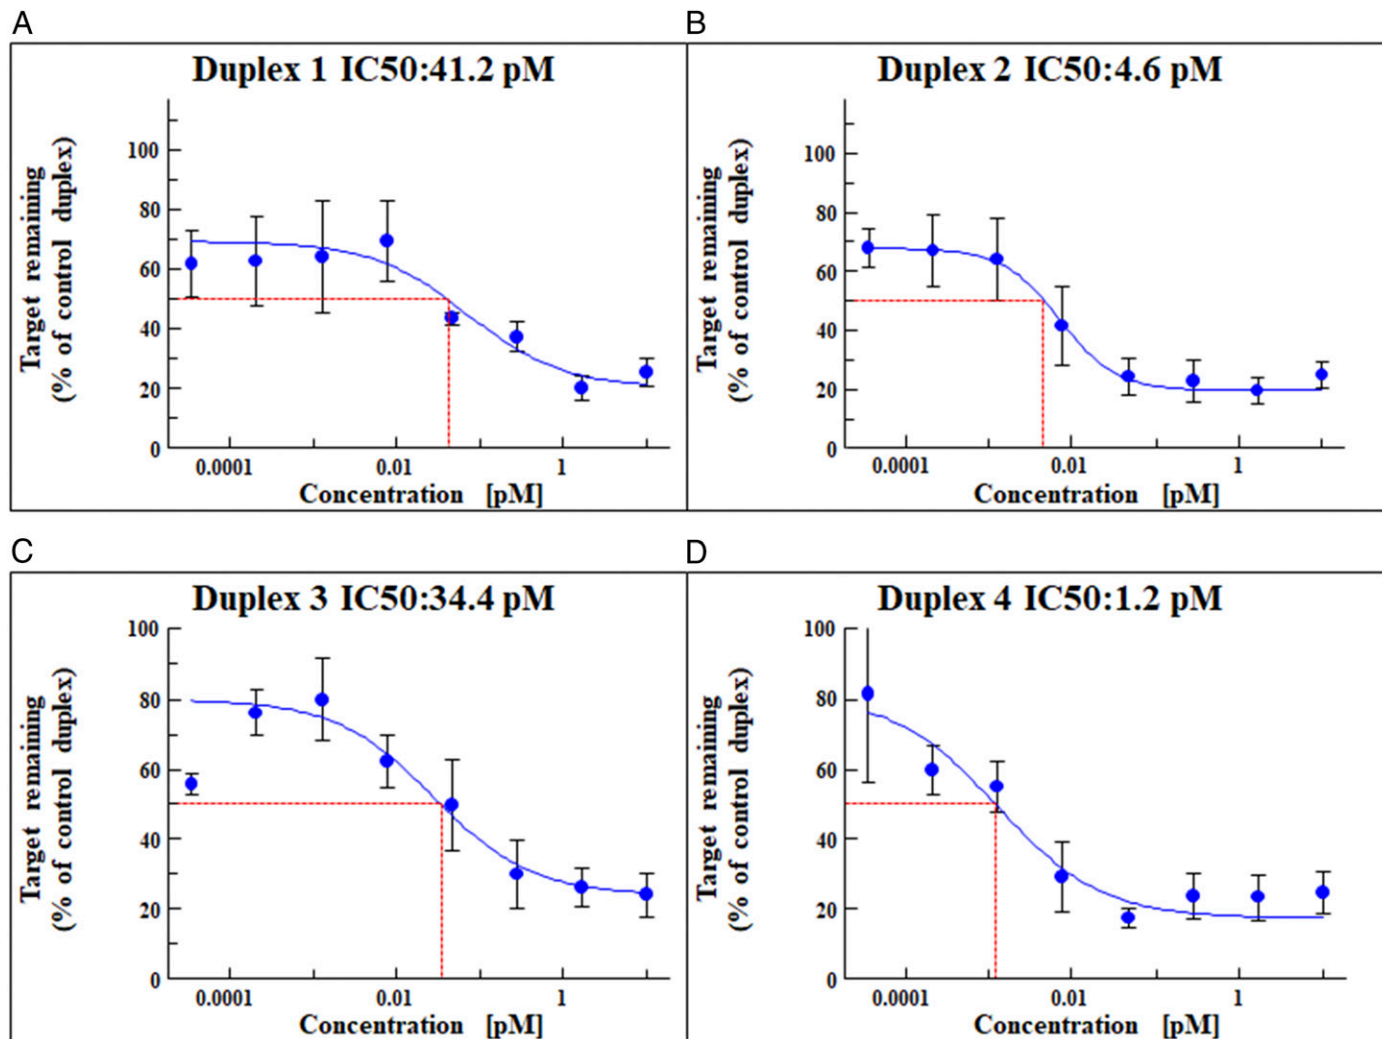 A
Duplex 1 IC50:41.2 pM
Target remaining
(% of control duplex)
100
80
60
40
20
0
0.0001
0.01
1
Concentration [pM]
B
Duplex 2 IC50:4.6 pM
Target remaining
(% of control duplex)
100
80
60
40
20
0
0.0001
0.01
1
Concentration [pM]
C
Duplex 3 IC50:34.4 pM
Target remaining
(% of control duplex)
100
80
60
40
20
0
0.0001
0.01
1
Concentration [pM]
D
Duplex 4 IC50:1.2 pM
Target remaining
(% of control duplex)
100
80
60
40
20
0
0.0001
0.01
1
Concentration [pM]